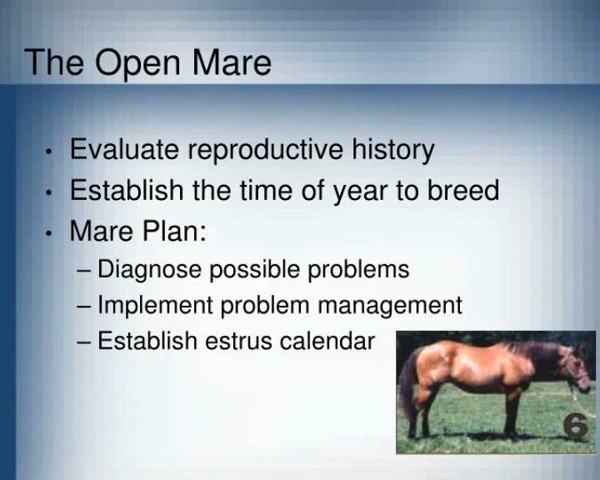 The Open Mare
• Evaluate reproductive history
• Establish the time of year to breed
• Mare Plan:
– Diagnose possible problems
– Implement problem management
– Establish estrus calendar
6